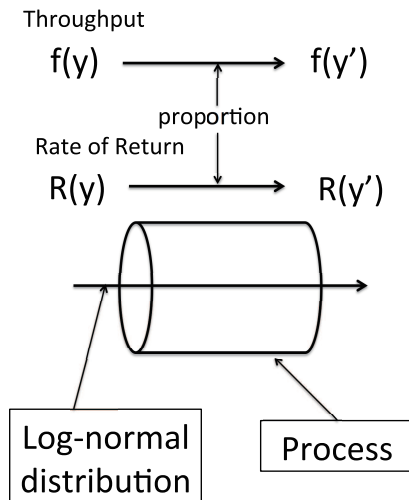 Throughput
f(y) f(y’)
proportion
Rate of Return
R(y) R(y’)
Log-normal
distribution
Process